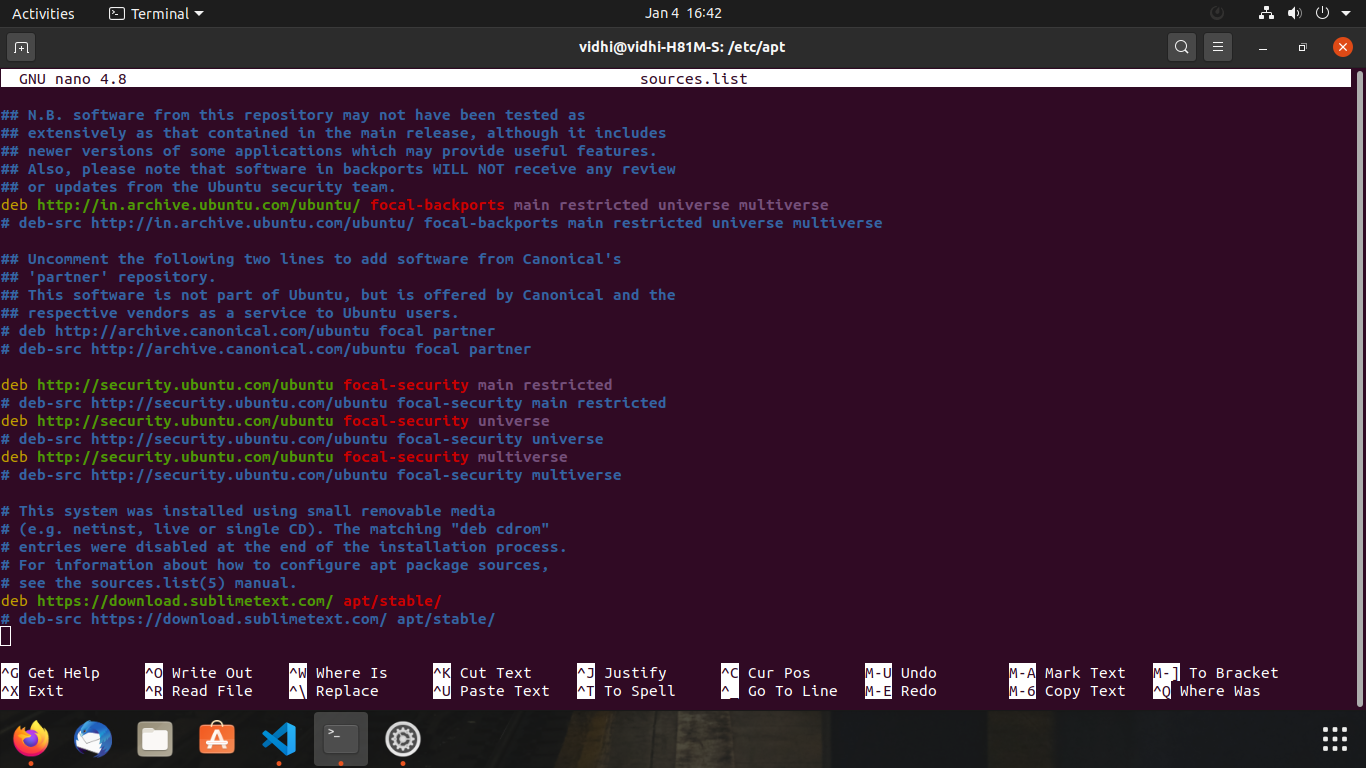 Activities Terminal Jan 4 16:42
vidhi@vidhi-H81M-S: /etc/apt
GNU nano 4.8 sources.list
## N.B. software from this repository may not have been tested as
## extensively as that contained in the main release, although it includes
## newer versions of some applications which may provide useful features.
## Also, please note that software in backports WILL NOT receive any review
## or updates from the Ubuntu security team.
deb http://in.archive.ubuntu.com/ubuntu/ focal-backports main restricted universe multiverse
# deb-src http://in.archive.ubuntu.com/ubuntu/ focal-backports main restricted universe multiverse
## Uncomment the following two lines to add software from Canonical's
## 'partner' repository.
## This software is not part of Ubuntu, but is offered by Canonical and the
## respective vendors as a service to Ubuntu users.
# deb http://archive.canonical.com/ubuntu focal partner
# deb-src http://archive.canonical.com/ubuntu focal partner
deb http://security.ubuntu.com/ubuntu focal-security main restricted
# deb-src http://security.ubuntu.com/ubuntu focal-security main restricted
deb http://security.ubuntu.com/ubuntu focal-security universe
# deb-src http://security.ubuntu.com/ubuntu focal-security universe
deb http://security.ubuntu.com/ubuntu focal-security multiverse
# deb-src http://security.ubuntu.com/ubuntu focal-security multiverse
# This system was installed using small removable media
# (e.g. netinst, live or single CD). The matching "deb cdrom"
# entries were disabled at the end of the installation process.
# For information about how to configure apt package sources,
# see the sources.list(5) manual.
deb https://download.sublimetext.com/ apt/stable/
# deb-src https://download.sublimetext.com/ apt/stable/
^G Get Help ^O Write Out ^W Where Is ^K Cut Text ^J Justify ^C Cur Pos M-U Undo M-A Mark Text M-] To Bracket
^X Exit ^R Read File ^\ Replace ^U Paste Text ^T To Spell ^_ Go To Line M-E Redo M-6 Copy Text ^Q Where Was